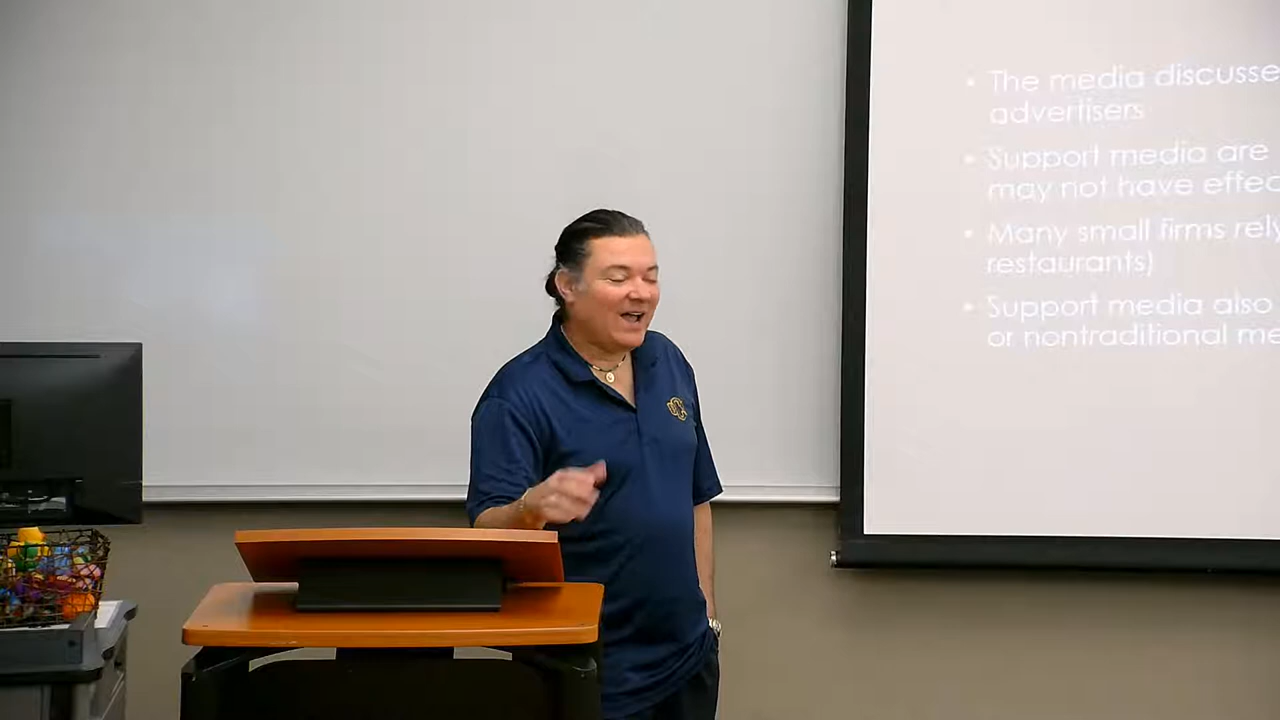 • The media discusse
advertisers
• Support media are
may not have effec
• Many small firms rely
restaurants)
• Support media also
or nontraditional me